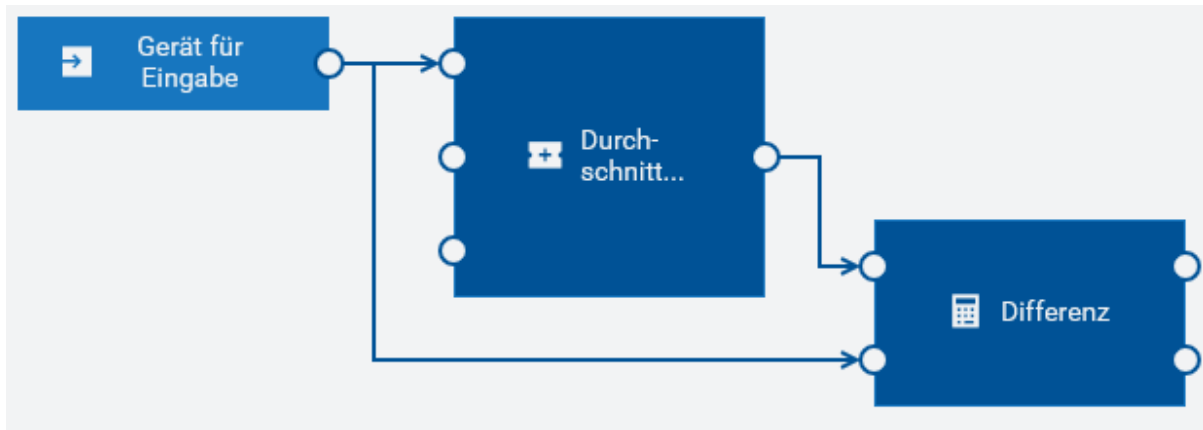 Gerät für
Eingabe
Durch-
schnitt...
Differenz